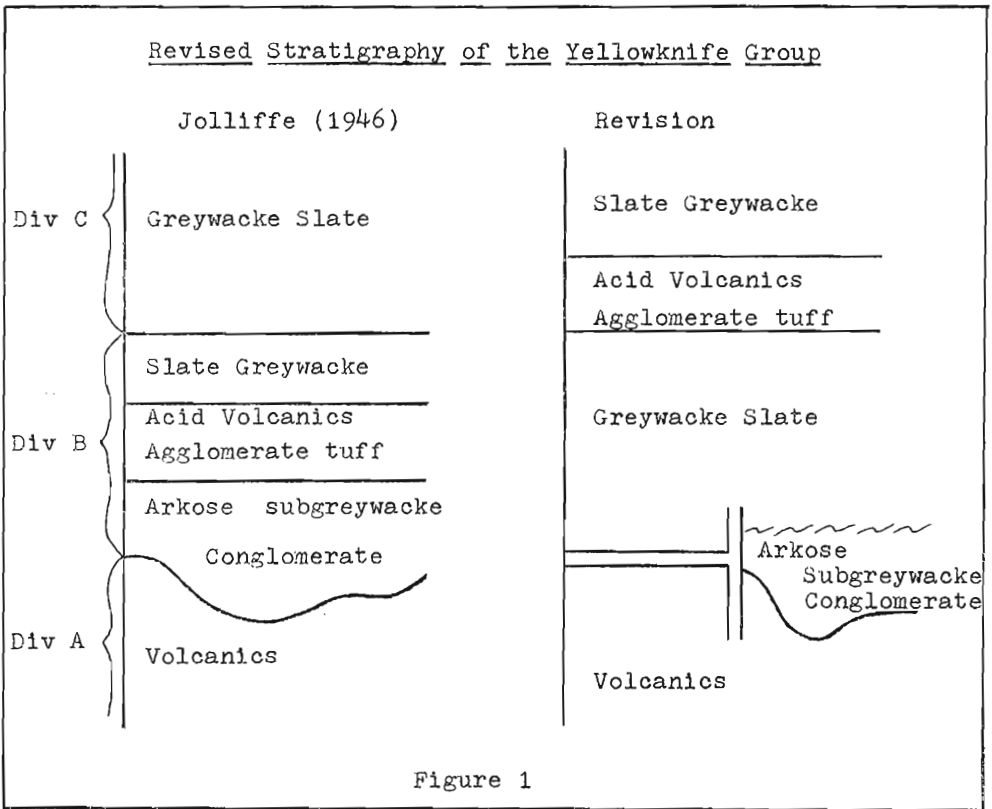 Revised Stratigraphy of the Yellowknife Group
Jolliffe (1946)
Div C
Greywacke Slate
Div B
Slate Greywacke
Acid Volcanics
Agglomerate tuff
Arkose subgreywacke
Conglomerate
Div A
Volcanics
Revision
Slate Greywacke
Acid Volcanics
Agglomerate tuff
Greywacke Slate
Arkose
Subgreywacke
Conglomerate
Volcanics
Figure 1